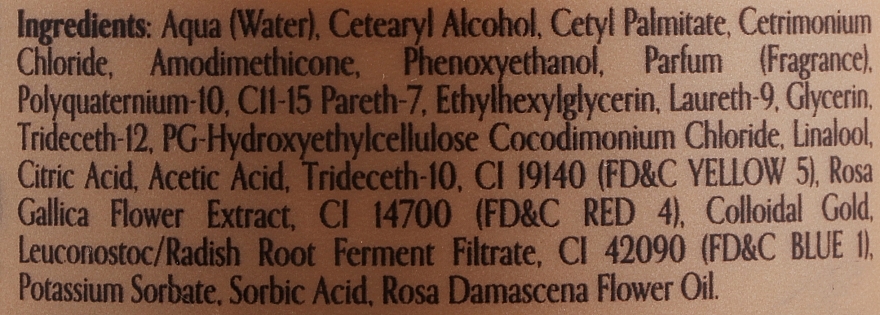 Ingredients: Aqua (Water), Cetearyl Alcohol, Cetyl Palmitate, Cetrimonium
Chloride, Amodimethicone, Phenoxyethanol, Parfum (Fragrance),
Polyquaternium-10, C11-15 Pareth-7, Ethylhexylglycerin, Laureth-9, Glycerin,
Trideceth-12, PG-Hydroxyethylcellulose Cocodimonium Chloride, Linalool,
Citric Acid, Acetic Acid, Trideceth-10, CI 19140 (FD&C YELLOW 5), Rosa
Gallica Flower Extract, CI 14700 (FD&C RED 4), Colloidal Gold,
Leuconostoc/Radish Root Ferment Filtrate, CI 42090 (FD&C BLUE 1),
Potassium Sorbate, Sorbic Acid, Rosa Damascena Flower Oil.